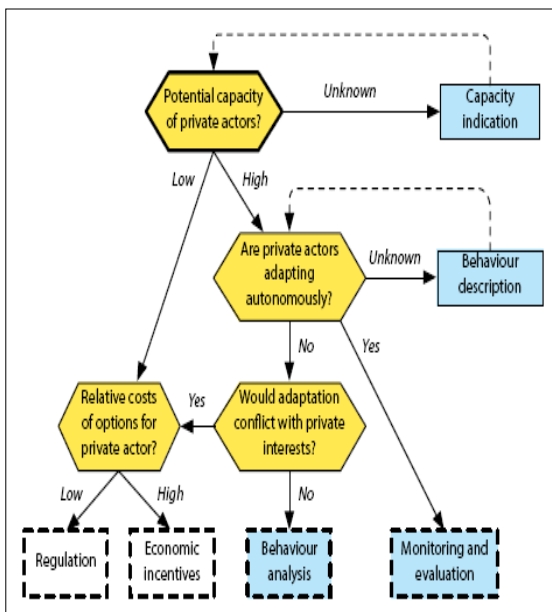 Potential capacity
of private actors?
Unknown
Capacity
indication
Low
High
Are private actors
adapting
autonomously?
Unknown
Behaviour
description
No
Yes
Relative costs
of options for
private actor?
Yes
Would adaptation
conflict with private
interests?
Low
High
No
Regulation
Economic
incentives
Behaviour
analysis
Monitoring and
evaluation